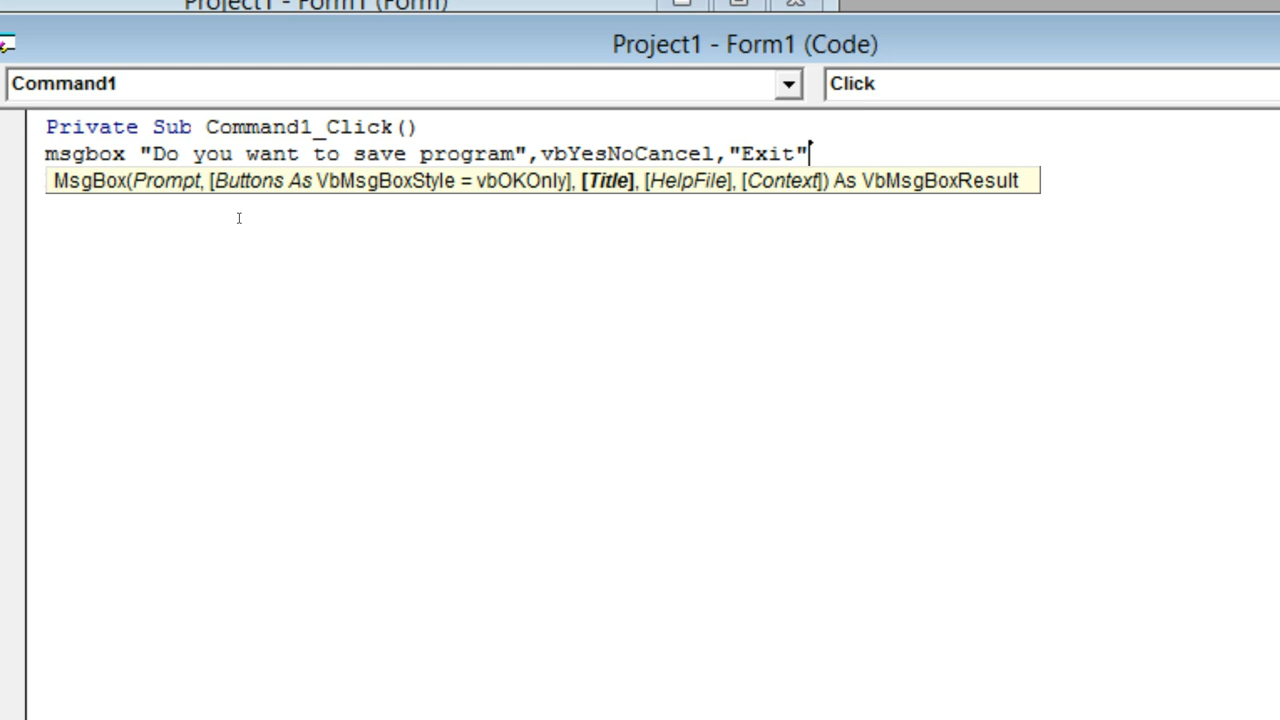 Project1 - Form1 (Form)
Project1 - Form1 (Code)
Command1
Click
Private Sub Command1_Click()
msgbox "Do you want to save program",vbYesNoCancel,"Exit"
MsgBox(Prompt, [Buttons As VbMsgBoxStyle = vbOKOnly], [Title], [HelpFile], [Context]) As VbMsgBoxResult